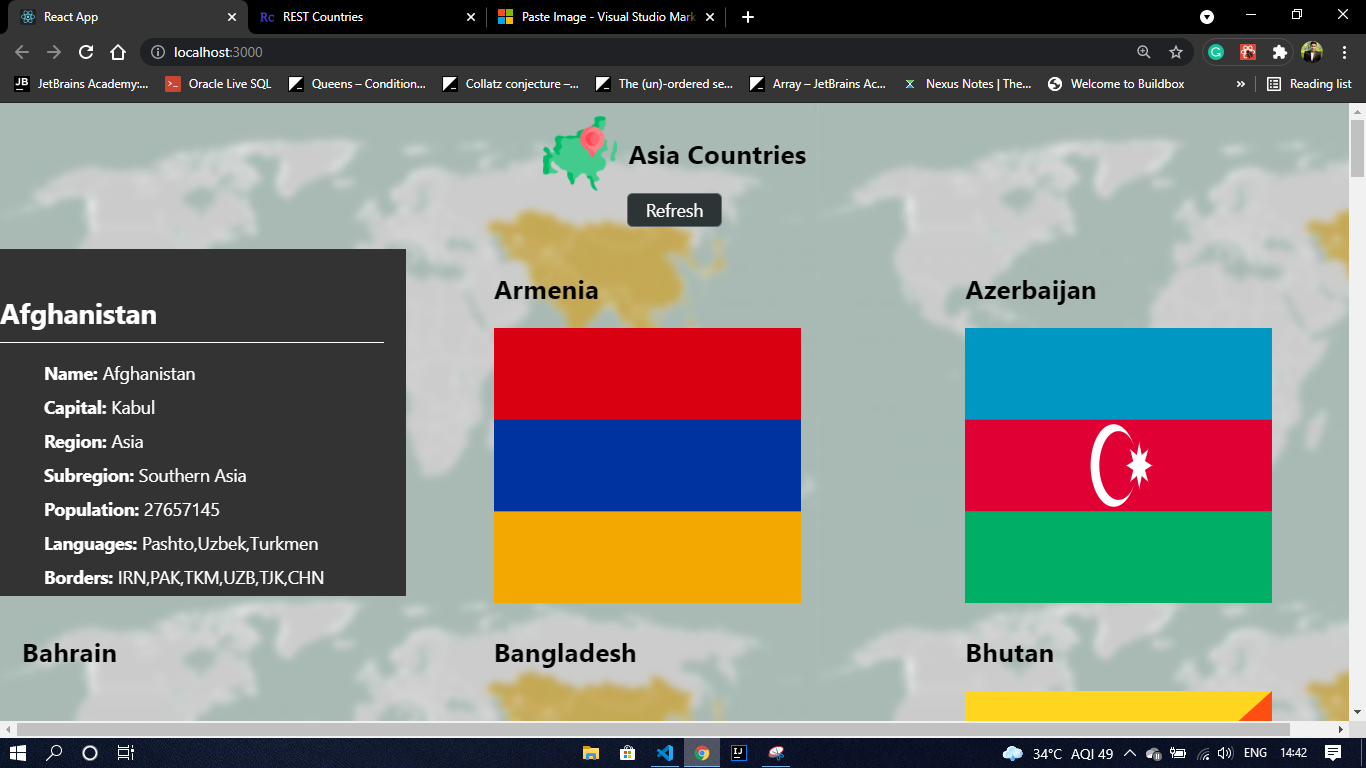 React App
Rc REST Countries
Paste Image - Visual Studio Mark
localhost:3000
JB JetBrains Academy:...
Oracle Live SQL
Queens – Condition...
Collatz conjecture –...
The (un)-ordered se...
Array – JetBrains Ac...
Nexus Notes | The...
Welcome to Buildbox
»
Reading list
Asia Countries
Refresh
Afghanistan
Name: Afghanistan
Capital: Kabul
Region: Asia
Subregion: Southern Asia
Population: 27657145
Languages: Pashto,Uzbek,Turkmen
Borders: IRN,PAK,TKM,UZB,TJK,CHN
Armenia
Azerbaijan
Bahrain
Bangladesh
Bhutan
IJ
34°C AQI 49
ENG
14:42